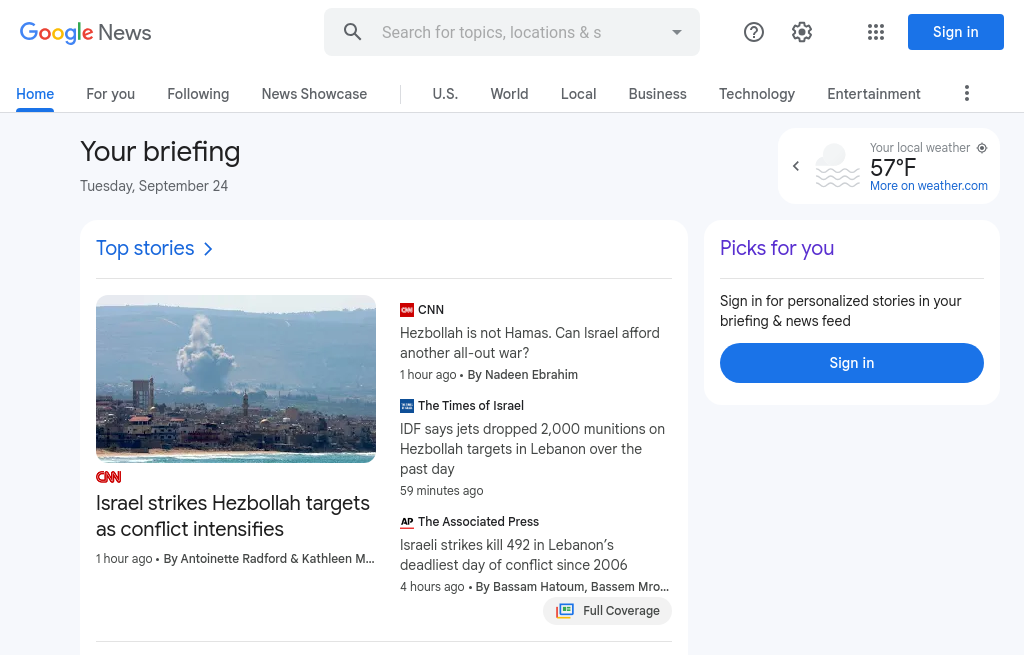 Google News
Search for topics, locations & s
Sign in
Home
For you
Following
News Showcase
U.S.
World
Local
Business
Technology
Entertainment
Your briefing
Tuesday, September 24
Your local weather
57°F
More on weather.com
Top stories
CNN
Israel strikes Hezbollah targets
as conflict intensifies
1 hour ago • By Antoinette Radford & Kathleen M...
CNN
Hezbollah is not Hamas. Can Israel afford
another all-out war?
1 hour ago • By Nadeen Ebrahim
The Times of Israel
IDF says jets dropped 2,000 munitions on
Hezbollah targets in Lebanon over the
past day
59 minutes ago
AP The Associated Press
Israeli strikes kill 492 in Lebanon’s
deadliest day of conflict since 2006
4 hours ago • By Bassam Hatoum, Bassem Mro...
Full Coverage
Picks for you
Sign in for personalized stories in your
briefing & news feed
Sign in